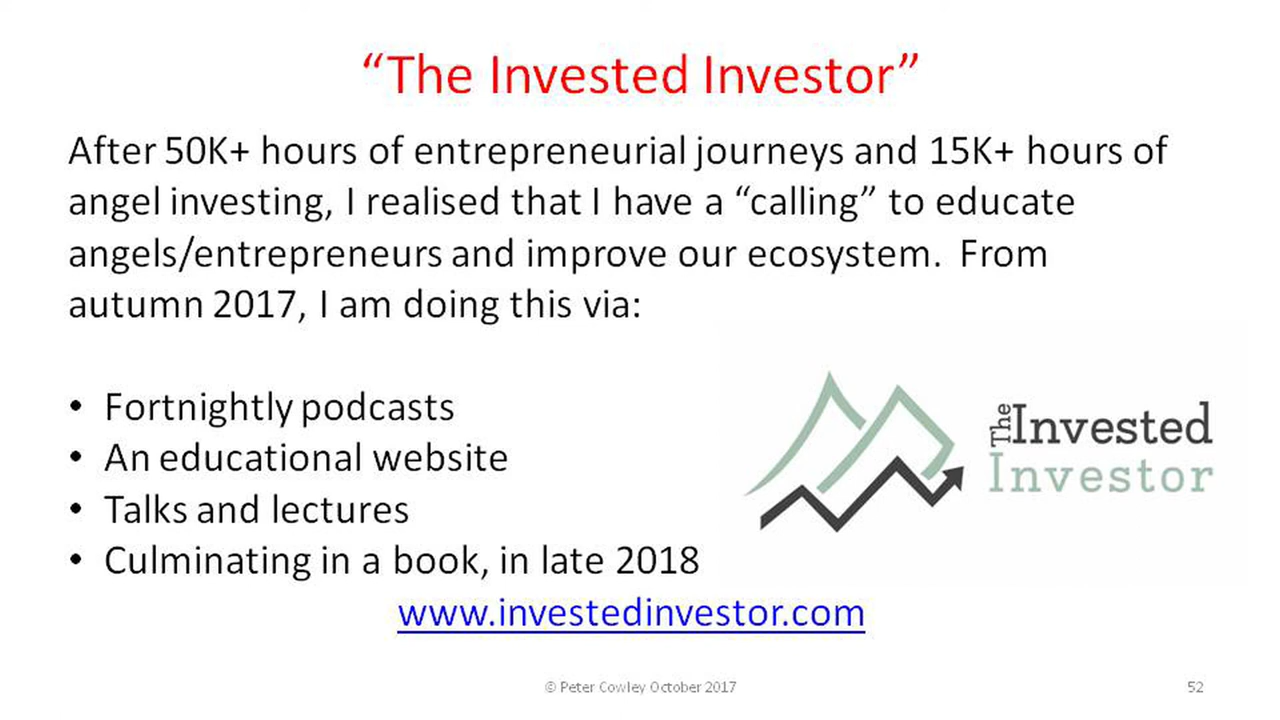 “The Invested Investor”
After 50K+ hours of entrepreneurial journeys and 15K+ hours of
angel investing, I realised that I have a “calling” to educate
angels/entrepreneurs and improve our ecosystem.  From
autumn 2017, I am doing this via:
• Fortnightly podcasts
• An educational website
• Talks and lectures
• Culminating in a book, in late 2018
The Invested
Investor
www.investedinvestor.com
© Peter Cowley October 2017
52